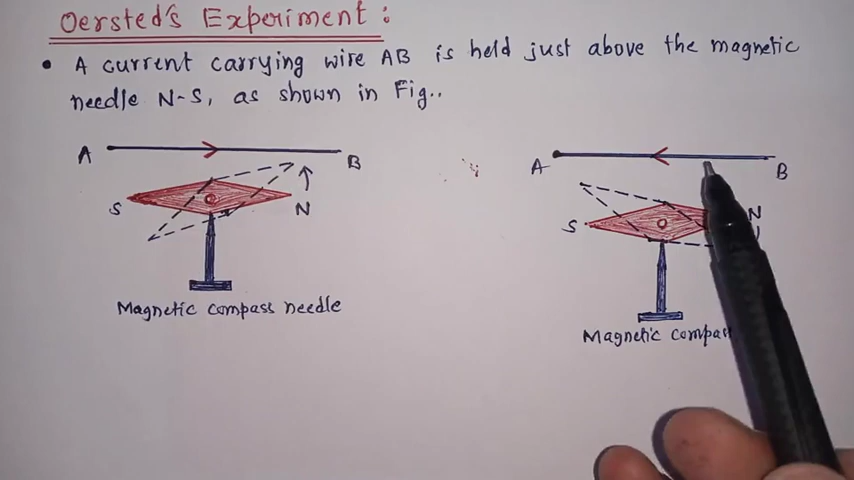 Oersted's Experiment:
• A current carrying wire AB is held just above the magnetic
needle N-S, as shown in Fig..
A B
S N
Magnetic compass needle
A B
S N
Magnetic